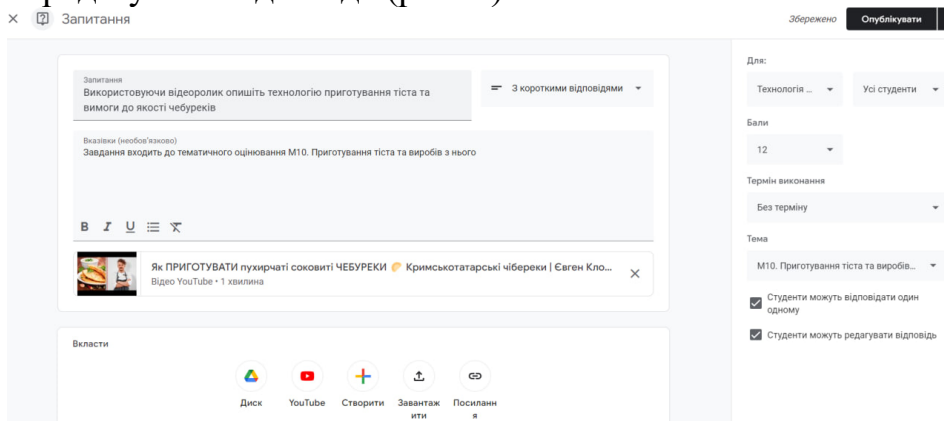 Запитання
Збережено
Опублікувати
Запитання
Використовуючи відеоролик опишіть технологію приготування тіста та
вимоги до якості чебуреків
З короткими відповідями
Вказівки (необов'язково)
Завдання входить до тематичного оцінювання М10. Приготування тіста та виробів з нього
B I U
Як ПРИГОТУВАТИ пухирчаті соковиті ЧЕБУРЕКИ 🥟 Кримськотатарські чібереки | Євген Кло...
Відео YouTube • 1 хвилина
Вкласти
Диск
YouTube
Створити
Завантаж
ити
Посиланн
я
Для:
Технологія ...
Усі студенти
Бали
12
Термін виконання
Без терміну
Тема
М10. Приготування тіста та виробів...
Студенти можуть відповідати один
одному
Студенти можуть редагувати відповідь